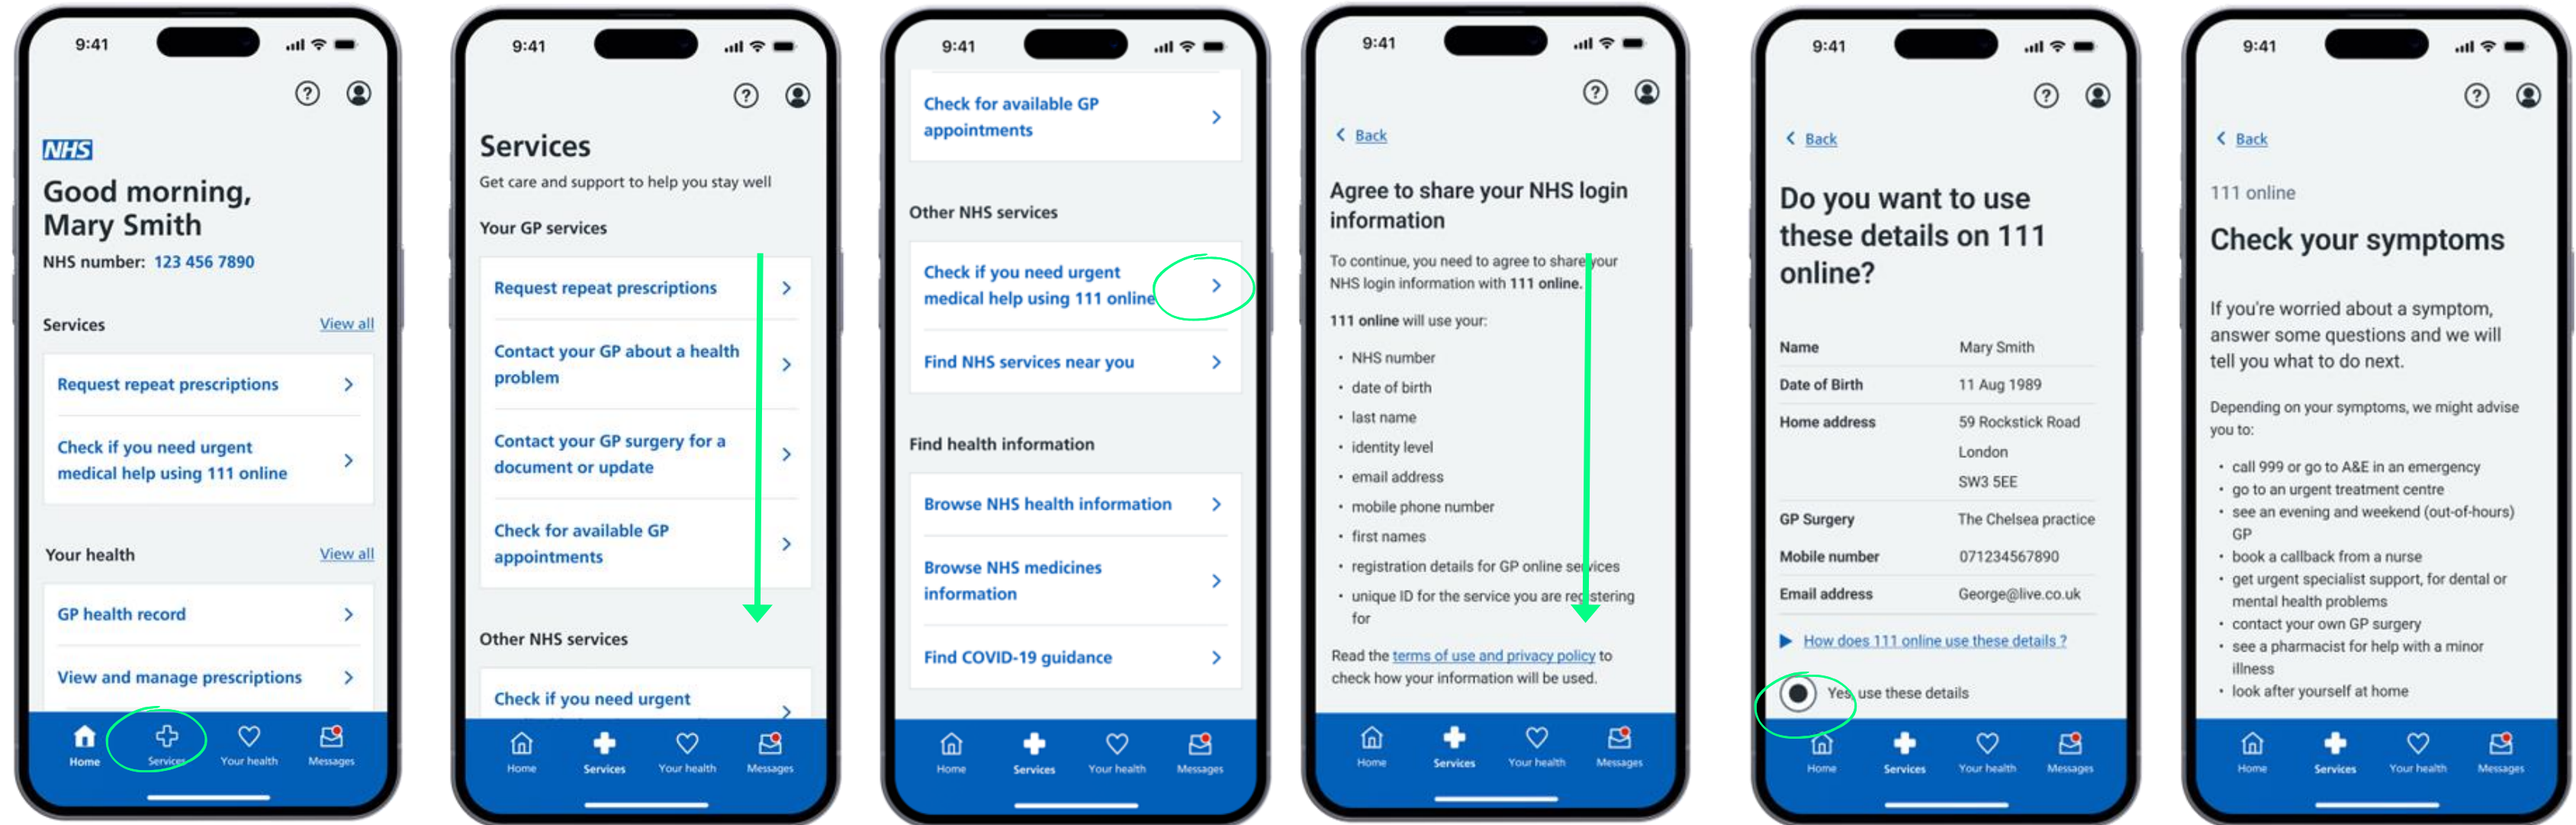 9:41
NHS
Good morning,
Mary Smith
NHS number: 123 456 7890
Services View all
Request repeat prescriptions
Check if you need urgent
medical help using 111 online
Your health View all
GP health record
View and manage prescriptions
Home Services Your health Messages
9:41
Services
Get care and support to help you stay well
Your GP services
Request repeat prescriptions
Contact your GP about a health
problem
Contact your GP surgery for a
document or update
Check for available GP
appointments
Other NHS services
Check if you need urgent
Home Services Your health Messages
9:41
Check for available GP
appointments
Other NHS services
Check if you need urgent
medical help using 111 online
Find NHS services near you
Find health information
Browse NHS health information
Browse NHS medicines
information
Find COVID-19 guidance
Home Services Your health Messages
9:41
Back
Agree to share your NHS login
information
To continue, you need to agree to share your
NHS login information with 111 online.
111 online will use your:
• NHS number
• date of birth
• last name
• identity level
• email address
• mobile phone number
• first names
• registration details for GP online services
• unique ID for the service you are registering
for
Read the terms of use and privacy policy to
check how your information will be used.
Home Services Your health Messages
9:41
Back
Do you want to use
these details on 111
online?
Name Mary Smith
Date of Birth 11 Aug 1989
Home address 59 Rockstick Road
London
SW3 5EE
GP Surgery The Chelsea practice
Mobile number 071234567890
Email address George@live.co.uk
How does 111 online use these details ?
Yes, use these details
Home Services Your health Messages
9:41
Back
111 online
Check your symptoms
If you're worried about a symptom,
answer some questions and we will
tell you what to do next.
Depending on your symptoms, we might advise
you to:
• call 999 or go to A&E in an emergency
• go to an urgent treatment centre
• see an evening and weekend (out-of-hours)
GP
• book a callback from a nurse
• get urgent specialist support, for dental or
mental health problems
• contact your own GP surgery
• see a pharmacist for help with a minor
illness
• look after yourself at home
Home Services Your health Messages